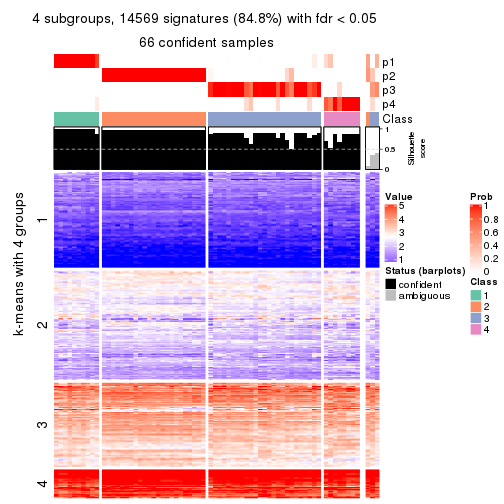 4 subgroups, 14569 signatures (84.8%) with fdr < 0.05
66 confident samples
p1
p2
p3
p4
Class
1
0.5
0
Silhouette
score
k-means with 4 groups
1
2
3
4
Value
5
4
3
2
1
Status (barplots)
confident
ambiguous
Prob
1
0.8
0.6
0.4
0.2
0
Class
1
2
3
4